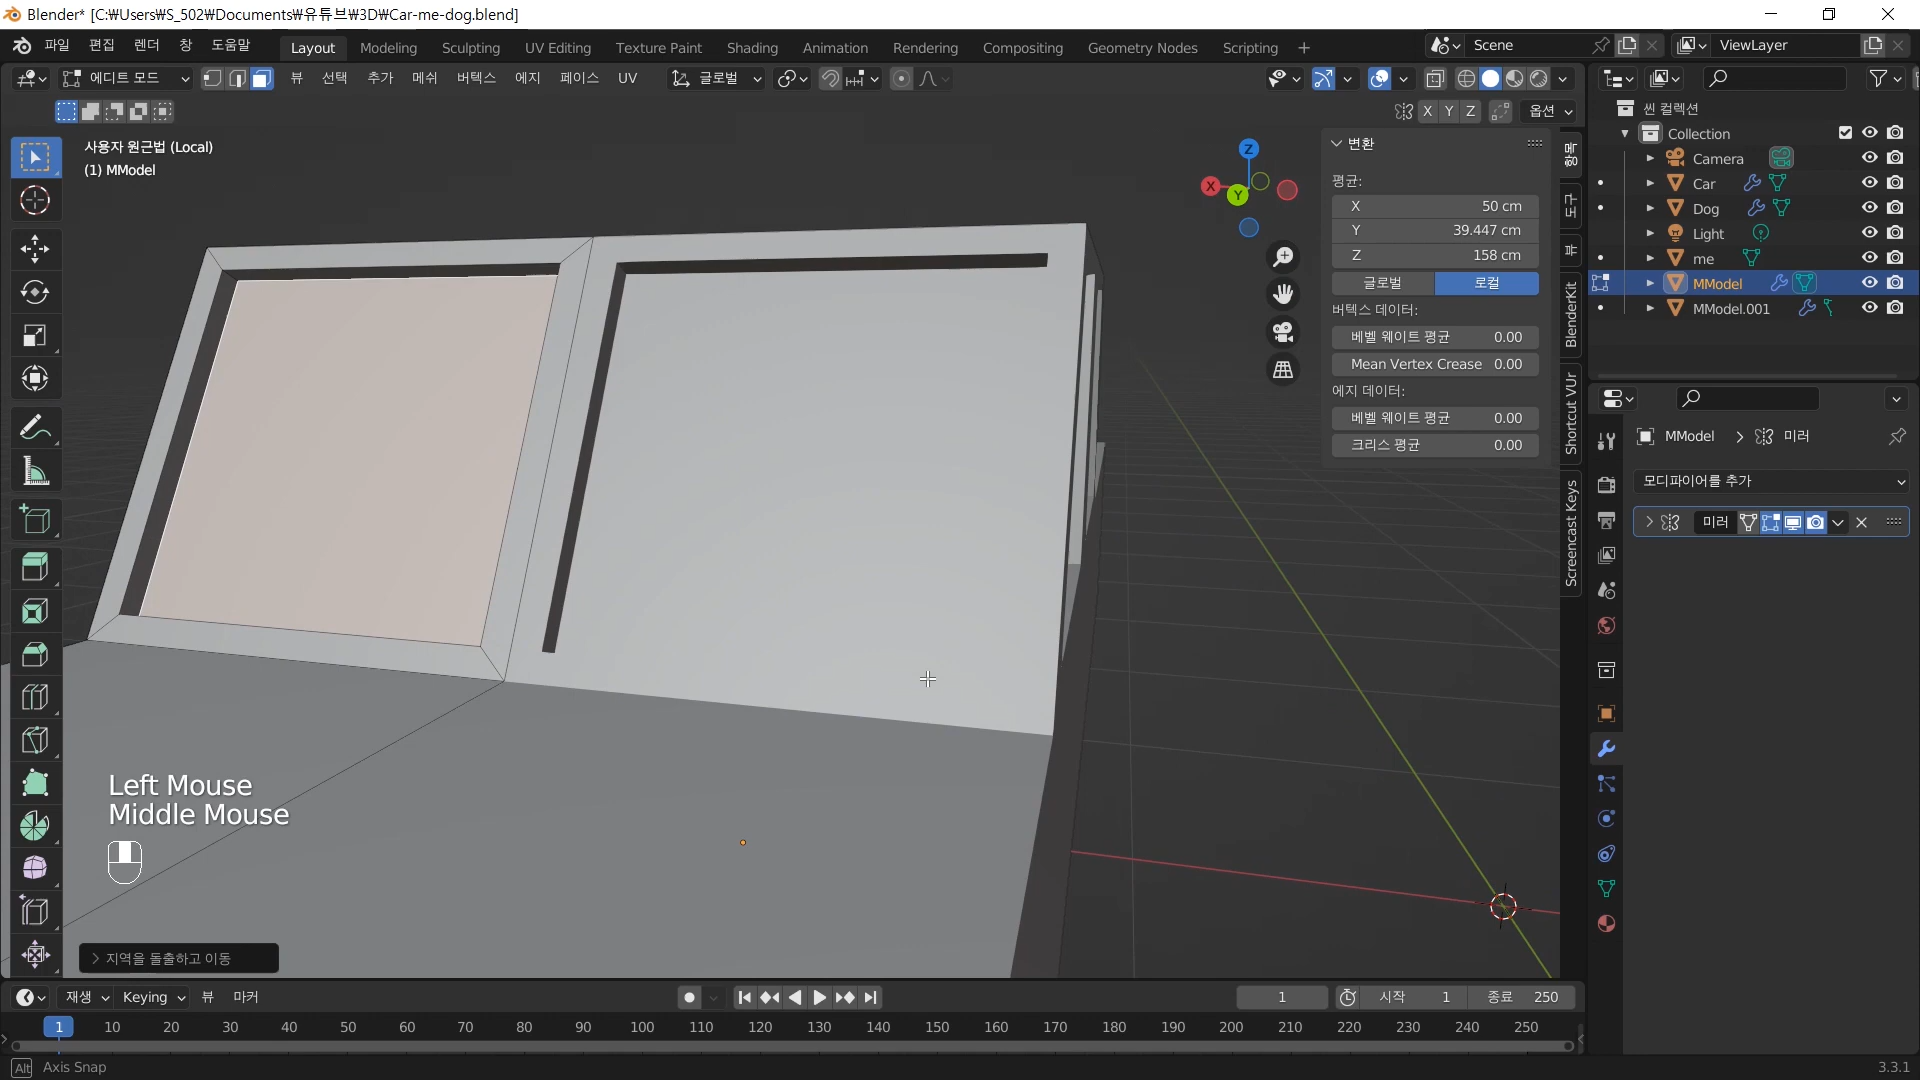 Blender* [C:₩Users₩S_502₩Documents₩유튜브₩3D₩Car-me-dog.blend]
파일 편집 렌더 창 도움말 Layout Modeling Sculpting UV Editing Texture Paint Shading Animation Rendering Compositing Geometry Nodes Scripting + Scene ViewLayer
에디트 모드 뷰 선택 추가 메쉬 버텍스 에지 페이스 UV 글로벌
X Y Z 옵션
사용자 원근법 (Local)
(1) MModel
Z
X
Y
변환
평균:
X 50 cm
Y 39.447 cm
Z 158 cm
글로벌 로컬
버텍스 데이터:
베벨 웨이트 평균 0.00
Mean Vertex Crease 0.00
에지 데이터:
베벨 웨이트 평균 0.00
크리스 평균 0.00
항목
도구
뷰
BlenderKit
Shortcut VUr
Screencast Keys
씬 컬렉션
Collection
Camera
Car
Dog
Light
me
MModel
MModel.001
MModel > 미러
모디파이어를 추가
미러
Left Mouse
Middle Mouse
지역을 돌출하고 이동
재생 Keying 뷰 마커 1 시작 1 종료 250
1 10 20 30 40 50 60 70 80 90 100 110 120 130 140 150 160 170 180 190 200 210 220 230 240 250
Alt Axis Snap 3.3.1